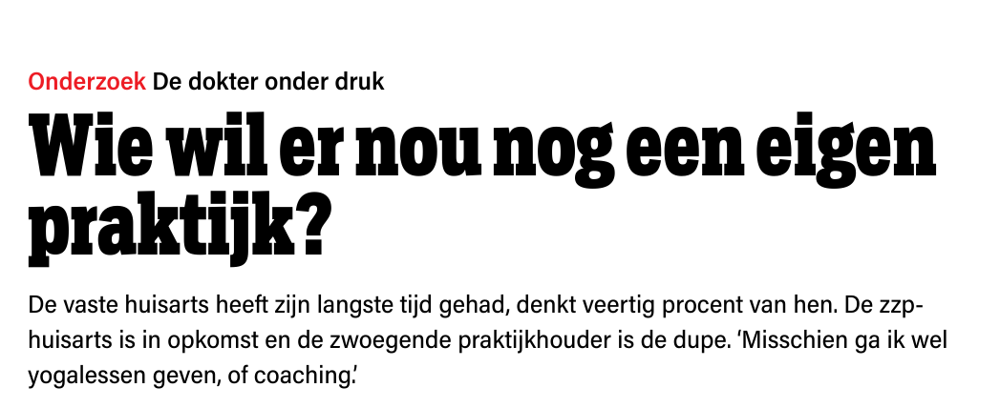 Onderzoek De dokter onder druk
Wie wil er nou nog een eigen
praktijk?
De vaste huisarts heeft zijn langste tijd gehad, denkt veertig procent van hen. De zzp-
huisarts is in opkomst en de zwoegende praktijkhouder is de dupe. ‘Misschien ga ik wel
yogalessen geven, of coaching.’